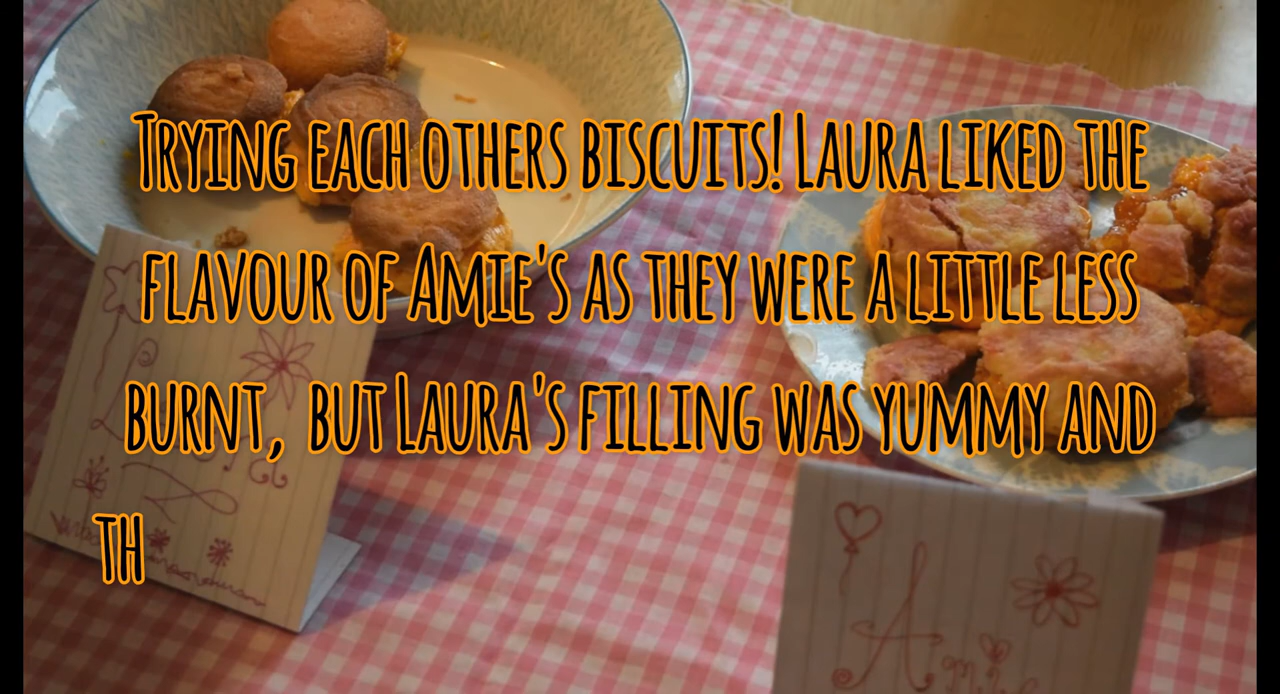 Trying each others biscuits! Laura liked the
flavour of Amie's as they were a little less
burnt, but Laura's filling was yummy and
th
Amie